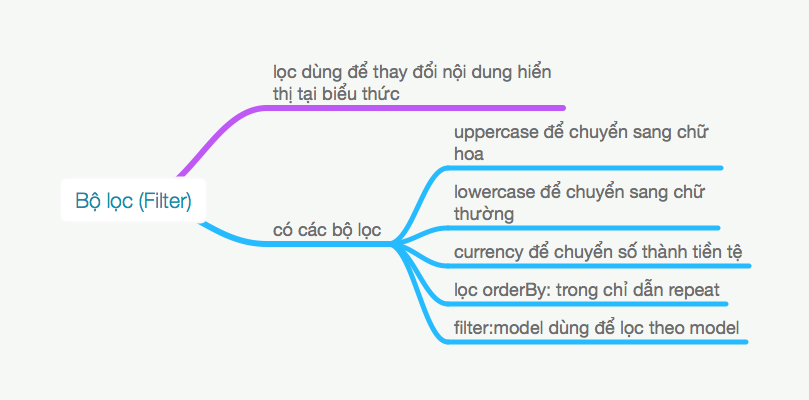 lọc dùng để thay đổi nội dung hiển
thị tại biểu thức
uppercase để chuyển sang chữ
hoa
lowercase để chuyển sang chữ
thường
Bộ lọc (Filter)
có các bộ lọc
currency để chuyển số thành tiền tệ
lọc orderBy: trong chỉ dẫn repeat
filter:model dùng để lọc theo model